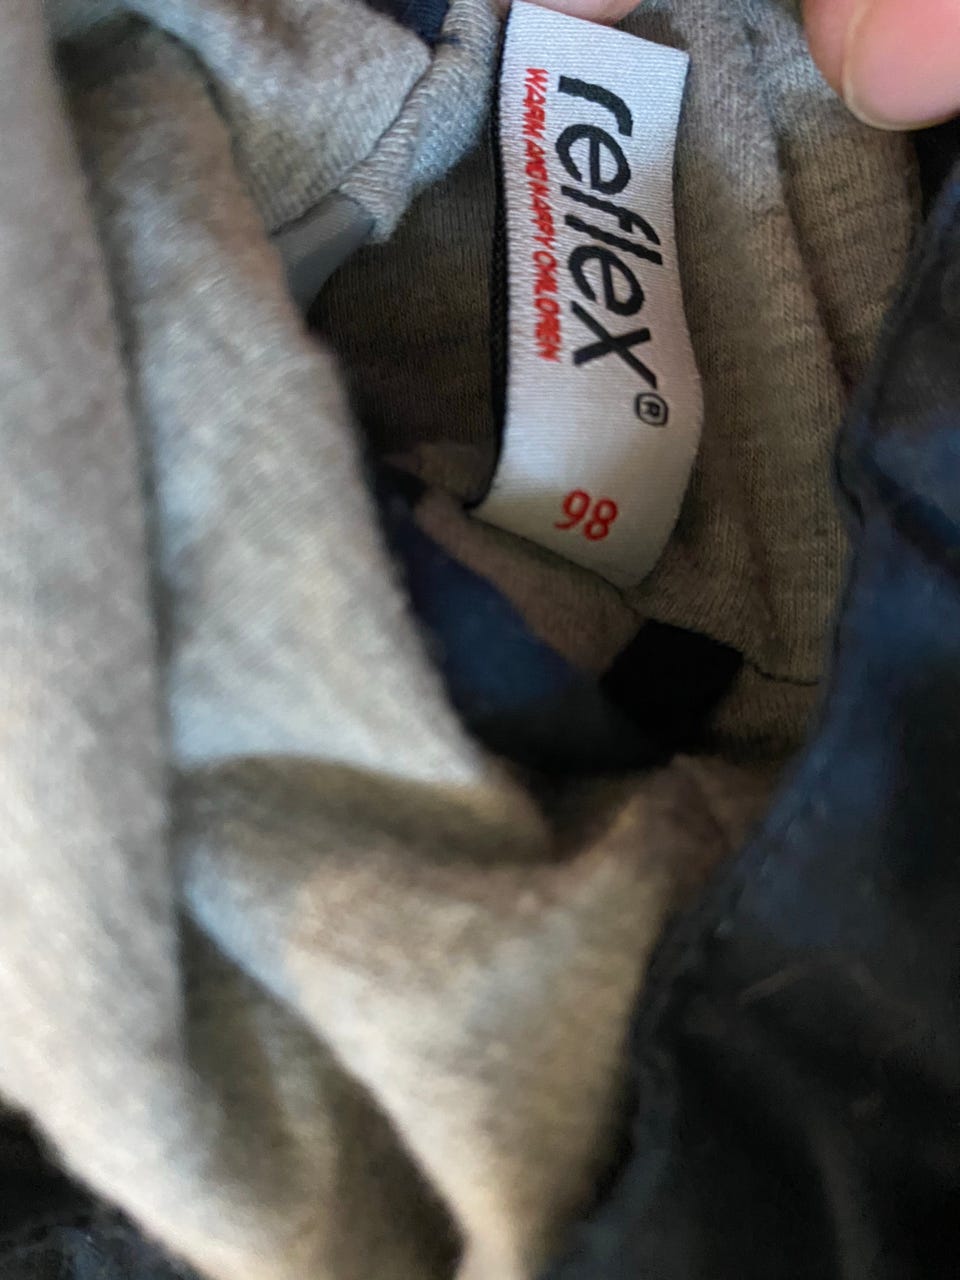 reflex®
WARM AND HAPPY CHILDREN
98